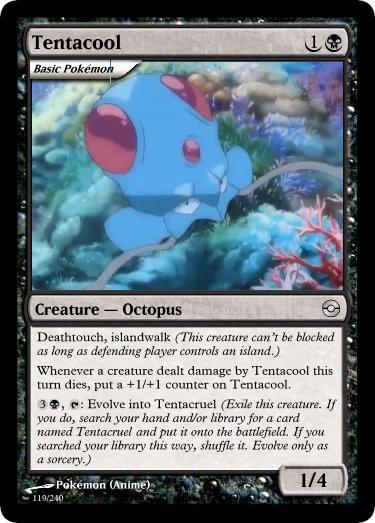 Tentacool 1
Basic Pokémon
Creature — Octopus
Deathtouch, islandwalk (This creature can't be blocked
as long as defending player controls an island.)
Whenever a creature dealt damage by Tentacool this
turn dies, put a +1/+1 counter on Tentacool.
3, : Evolve into Tentacruel (Exile this creature. If
you do, search your hand and/or library for a card
named Tentacruel and put it onto the battlefield. If you
searched your library this way, shuffle it. Evolve only as
a sorcery.)
1/4
Pokémon (Anime)
119/240